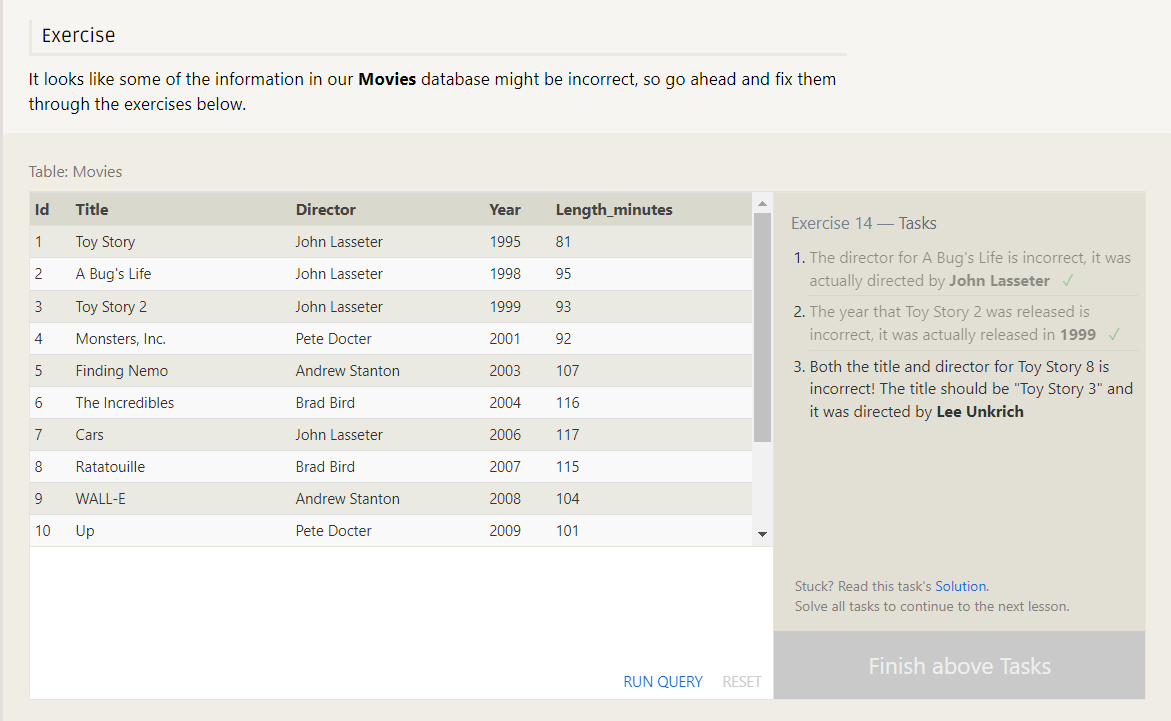 Exercise
It looks like some of the information in our Movies database might be incorrect, so go ahead and fix them
through the exercises below.
Table: Movies
Id Title Director Year Length_minutes
1 Toy Story John Lasseter 1995 81
2 A Bug's Life John Lasseter 1998 95
3 Toy Story 2 John Lasseter 1999 93
4 Monsters, Inc. Pete Docter 2001 92
5 Finding Nemo Andrew Stanton 2003 107
6 The Incredibles Brad Bird 2004 116
7 Cars John Lasseter 2006 117
8 Ratatouille Brad Bird 2007 115
9 WALL-E Andrew Stanton 2008 104
10 Up Pete Docter 2009 101
RUN QUERY RESET
Exercise 14 — Tasks
1. The director for A Bug's Life is incorrect, it was
actually directed by John Lasseter ✓
2. The year that Toy Story 2 was released is
incorrect, it was actually released in 1999 ✓
3. Both the title and director for Toy Story 8 is
incorrect! The title should be "Toy Story 3" and
it was directed by Lee Unkrich
Stuck? Read this task's Solution.
Solve all tasks to continue to the next lesson.
Finish above Tasks